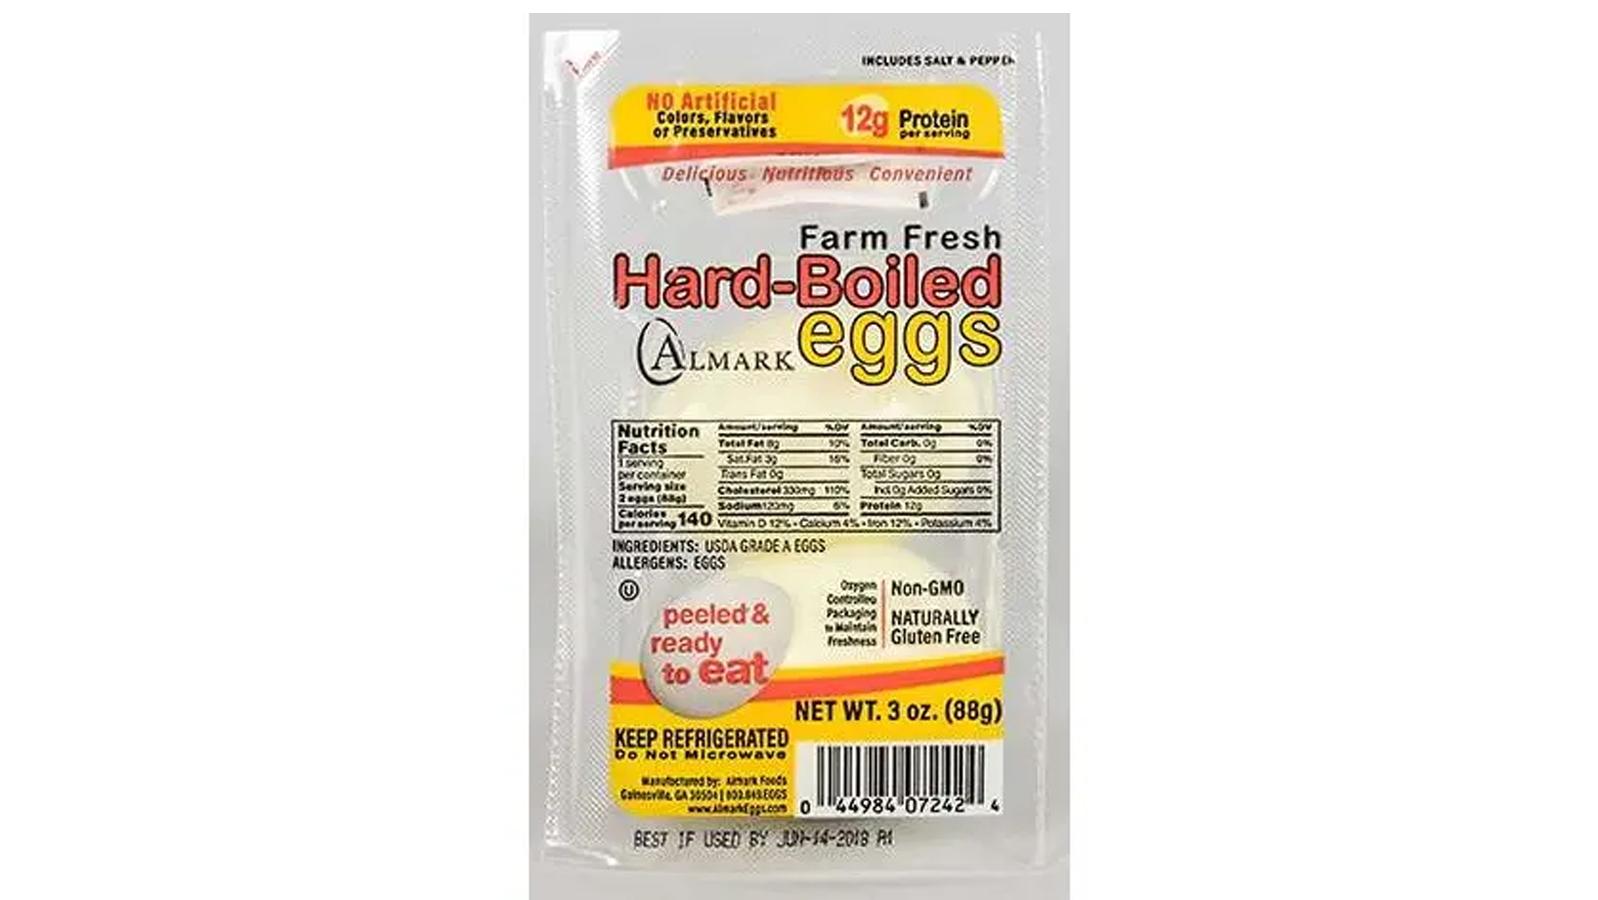 INCLUDES SALT & PEPPER
NO Artificial
Colors, Flavors
or Preservatives
12g Protein
per serving
Delicious Nutritious Convenient
Farm Fresh
Hard-Boiled
eggs
ALMARK
Nutrition
Facts
1 serving
per container
Serving size
2 eggs (88g)
Calories
per serving 140
Amount/serving %DV
Total Fat 8g 10%
Sat.Fat 3g 16%
Trans Fat 0g
Cholesterol 330mg 110%
Sodium 120mg 6%
Amount/serving %DV
Total Carb. 0g 0%
Fiber 0g 0%
Total Sugars 0g
Incl.0g Added Sugars 0%
Protein 12g
Vitamin D 12% • Calcium 4% • Iron 12% • Potassium 4%
INGREDIENTS: USDA GRADE A EGGS
ALLERGENS: EGGS
U
peeled &
ready
to eat
Oxygen
Controlled
Packaging
to Maintain
Freshness
Non-GMO
NATURALLY
Gluten Free
NET WT. 3 oz. (88g)
KEEP REFRIGERATED
Do Not Microwave
Manufactured by: Almark Foods
Gainesville, GA 30504 | 800.849.EGGS
www.AlmarkEggs.com
0 44984 07242 4
BEST IF USED BY JUN-14-2018 A1